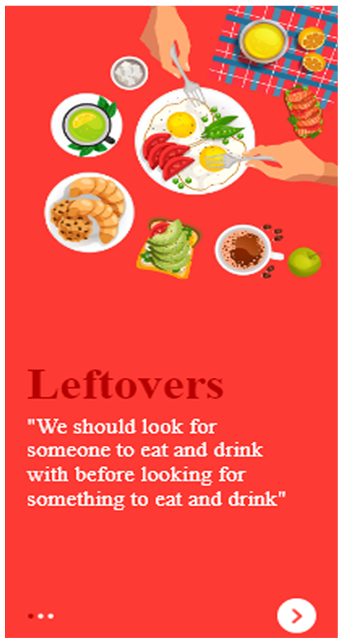 Leftovers
"We should look for
someone to eat and drink
with before looking for
something to eat and drink"